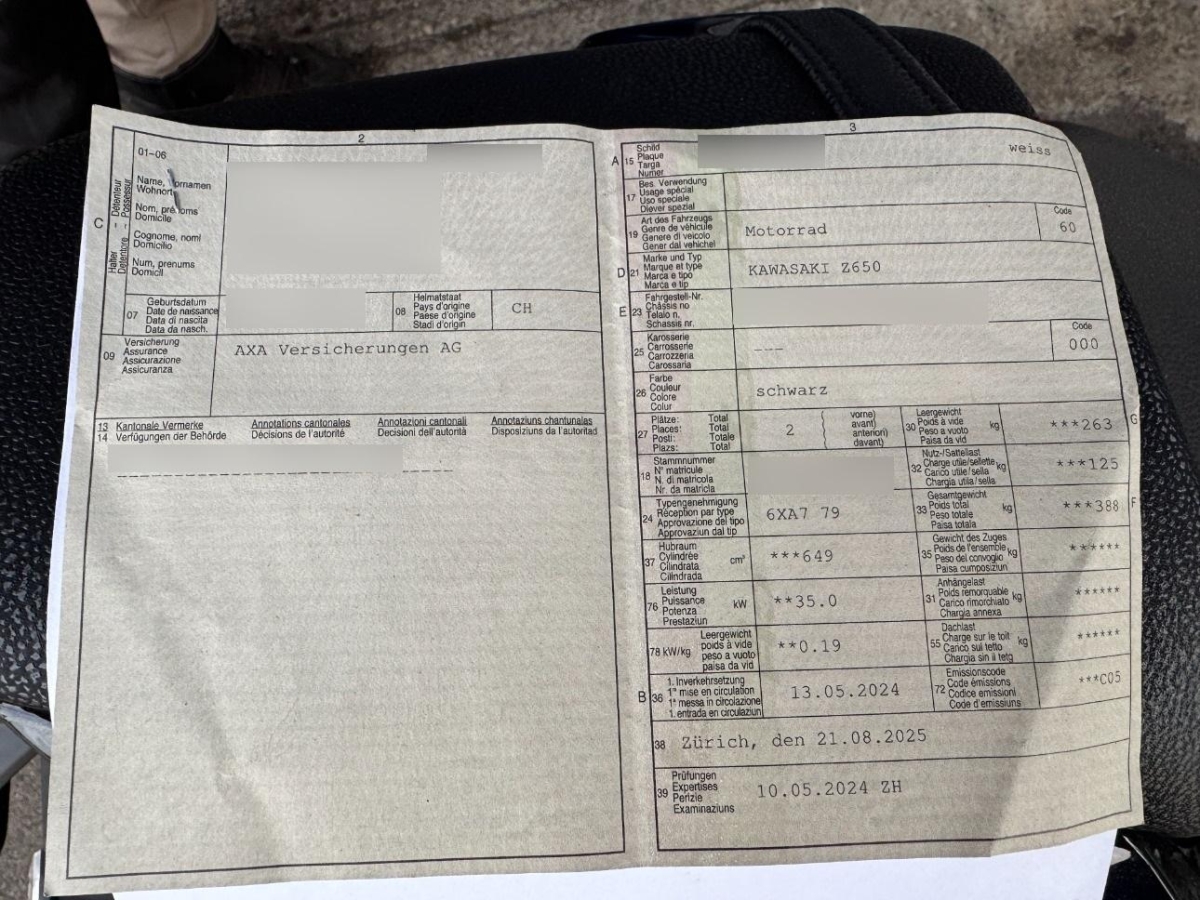 2
01-06
C
Halter Détenteur
Detentore Possessur
Name, Vornamen
Wohnort
Nom, prénoms
Domicile
Cognome, nomi
Domicilio
Num, prenums
Domicil
07
Geburtsdatum
Date de naissance
Data di nascita
Data da nasch.
08
Heimatstaat
Pays d'origine
Paese d'origine
Stadi d'origin
CH
09
Versicherung
Assurance
Assicurazione
Assicuranza
AXA Versicherungen AG
13 Kantonale Vermerke Annotations cantonales Annotazioni cantonali Annotaziuns chantunales
14 Verfügungen der Behörde Décisions de l'autorité Decisioni dell'autorità Disposiziuns da l'autoritad
3
A 15
Schild
Plaque
Targa
Numer
weiss
17
Bes. Verwendung
Usage spécial
Uso speciale
Diever spezial
19
Art des Fahrzeugs
Genre de véhicule
Genere di veicolo
Gener dal vehichel
Motorrad
Code
60
D 21
Marke und Typ
Marque et type
Marca e tipo
Marca e tip
KAWASAKI Z650
E 23
Fahrgestell-Nr.
Châssis no
Telaio n.
Schassis nr.
25
Karosserie
Carrosserie
Carrozzeria
Carossaria
---
Code
000
26
Farbe
Couleur
Colore
Colur
schwarz
27
Plätze: Total
Places: Total
Posti: Totale
Plazs: Total
2
( vorne)
( avant)
( anteriori)
( davant)
G
30
Leergewicht
Poids à vide
Peso a vuoto
Paisa da vid
kg
***263
18
Stammnummer
N° matricule
N. di matricola
Nr. da matricla
32
Nutz-/Sattellast
Charge utile/sellette
Carico utile/sella
Chargia utila/sella
kg
***125
24
Typengenehmigung
Réception par type
Approvazione del tipo
Approvaziun dal tip
6XA7 79
33
Gesamtgewicht
Poids total
Peso totale
Paisa totala
kg
***388
F
37
Hubraum
Cylindrée
Cilindrata
Cilindrada
cm³
***649
35
Gewicht des Zuges
Poids de l'ensemble
Peso del convoglio
Paisa cumposiziun
kg
******
76
Leistung
Puissance
Potenza
Prestaziun
kW
**35.0
31
Anhängelast
Poids remorquable
Carico rimorchiato
Chargia annexa
kg
******
78 kW/kg
Leergewicht
poids à vide
peso a vuoto
paisa da vid
**0.19
55
Dachlast
Charge sur le toit
Carico sul tetto
Chargia sin il tetg
kg
******
B 36
1. Inverkehrsetzung
1re mise en circulation
1a messa in circolazione
1. entrada en circulaziun
13.05.2024
72
Emissionscode
Code émissions
Codice emissioni
Code d'emissiuns
***C05
38 Zürich, den 21.08.2025
39
Prüfungen
Expertises
Perizie
Examinaziuns
10.05.2024 ZH